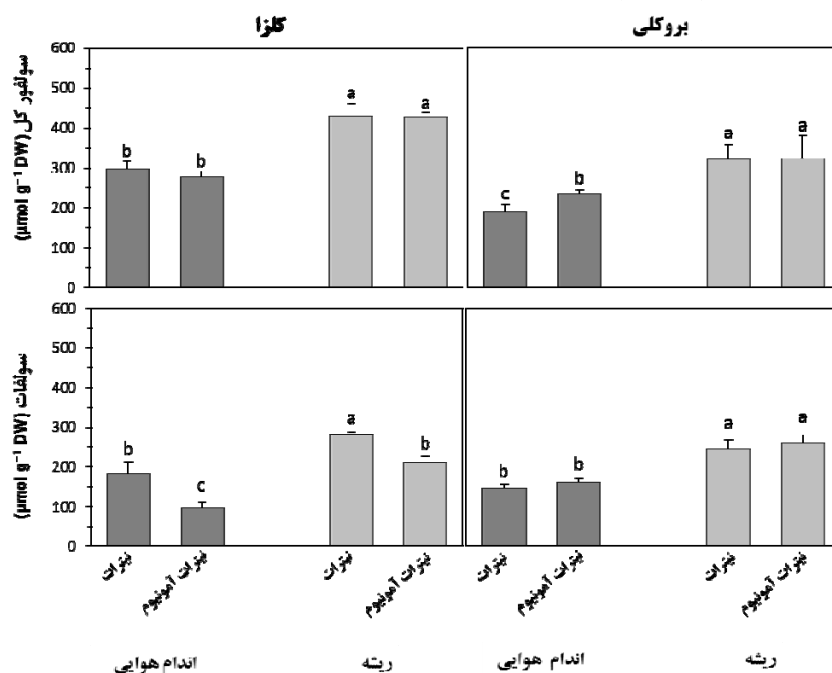 کلزا
بروکلی
سولفور کل (µmol g⁻¹ DW)
600
500
400
300
200
100
0
b
b
a
a
c
b
a
a
سولفات (µmol g⁻¹ DW)
600
500
400
300
200
100
0
b
c
a
b
b
b
a
a
نیترات
نیترات آمونیوم
نیترات
نیترات آمونیوم
نیترات
نیترات آمونیوم
نیترات
نیترات آمونیوم
اندام هوایی
ریشه
اندام هوایی
ریشه